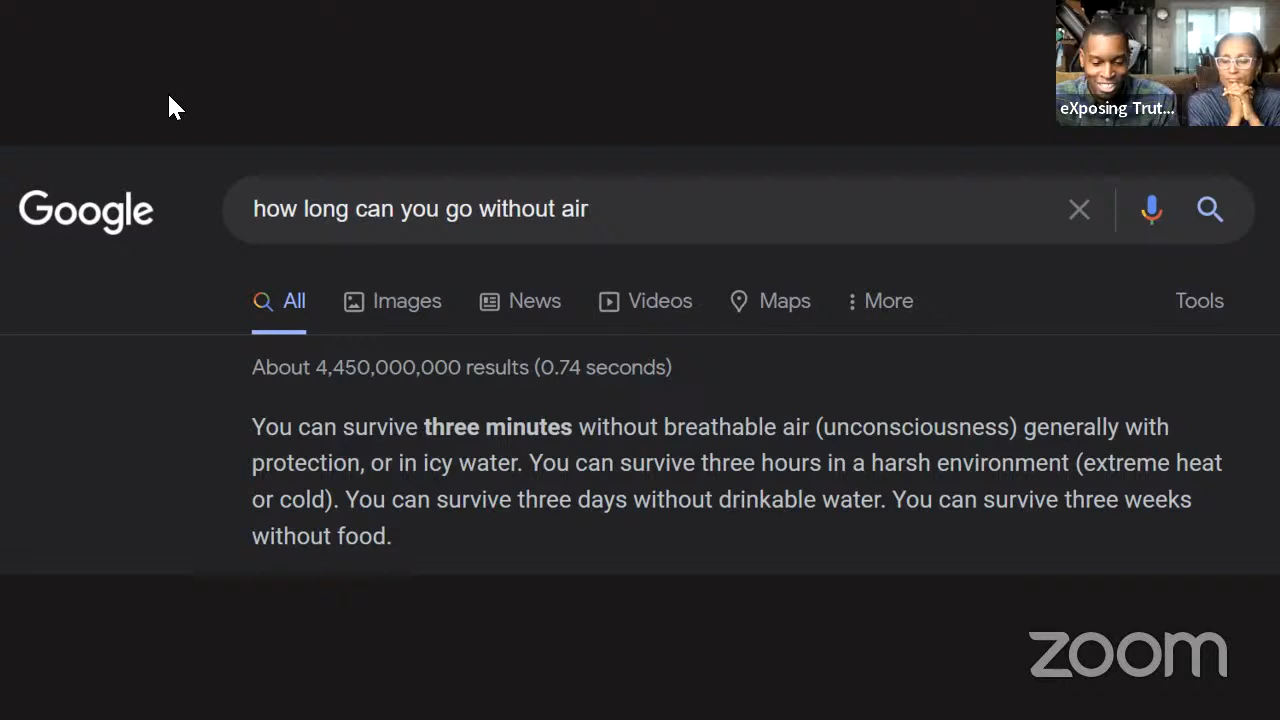 eXposing Trut...
Google
how long can you go without air
All Images News Videos Maps More Tools
About 4,450,000,000 results (0.74 seconds)
You can survive three minutes without breathable air (unconsciousness) generally with
protection, or in icy water. You can survive three hours in a harsh environment (extreme heat
or cold). You can survive three days without drinkable water. You can survive three weeks
without food.
zoom